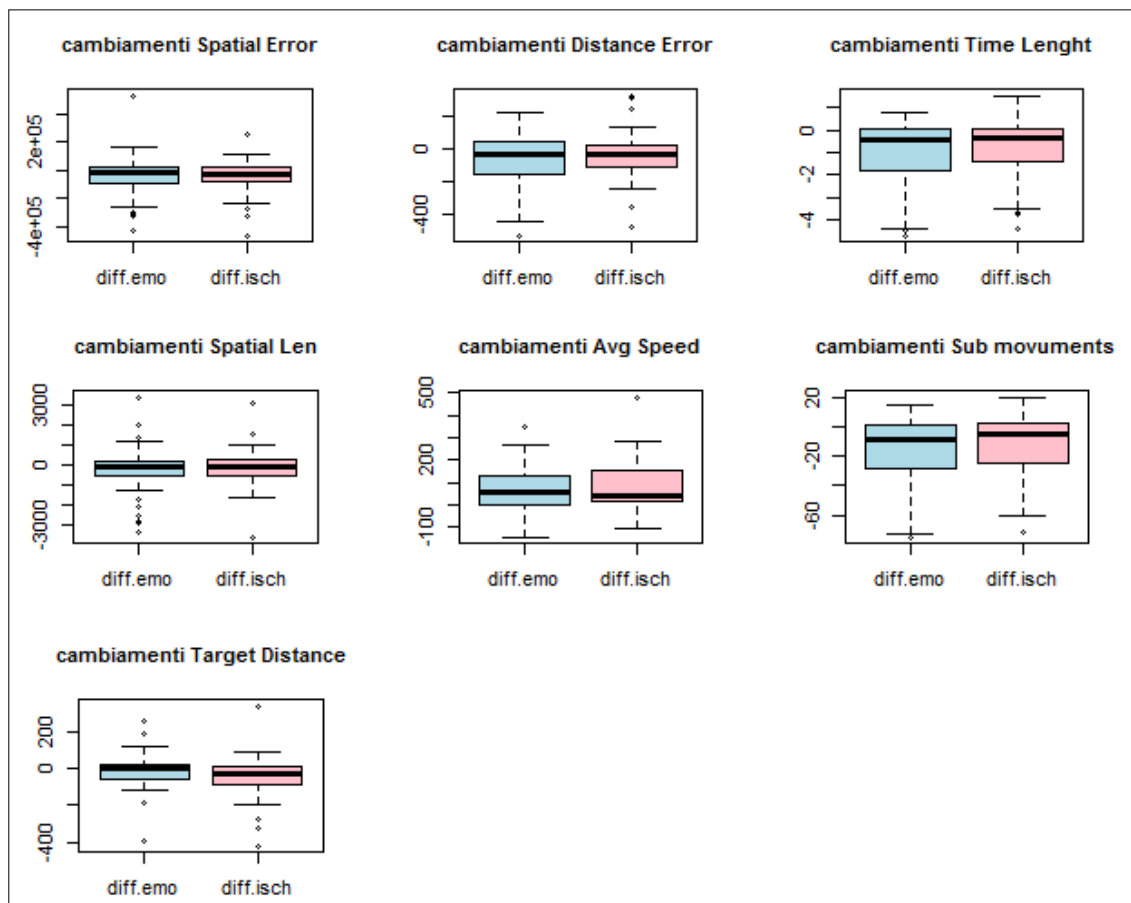 cambiamenti Spatial Error
2e+05
-4e+05
diff.emo diff.isch
cambiamenti Distance Error
0
-400
diff.emo diff.isch
cambiamenti Time Lenght
0
-2
-4
diff.emo diff.isch
cambiamenti Spatial Len
3000
0
-3000
diff.emo diff.isch
cambiamenti Avg Speed
500
200
-100
diff.emo diff.isch
cambiamenti Sub movuments
20
-20
-60
diff.emo diff.isch
cambiamenti Target Distance
200
0
-400
diff.emo diff.isch